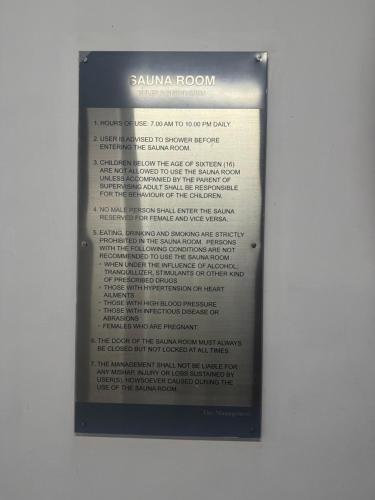 SAUNA ROOM
1. HOURS OF USE: 7.00 AM TO 10.00 PM DAILY.
2. USER IS ADVISED TO SHOWER BEFORE
ENTERING THE SAUNA ROOM.
3. CHILDREN BELOW THE AGE OF SIXTEEN (16)
ARE NOT ALLOWED TO USE THE SAUNA ROOM
UNLESS ACCOMPANIED BY THE PARENT OF
SUPERVISING ADULT SHALL BE RESPONSIBLE
FOR THE BEHAVIOUR OF THE CHILDREN.
4. NO MALE PERSON SHALL ENTER THE SAUNA
RESERVED FOR FEMALE AND VICE VERSA.
5. EATING, DRINKING AND SMOKING ARE STRICTLY
PROHIBITED IN THE SAUNA ROOM. PERSONS
WITH THE FOLLOWING CONDITIONS ARE NOT
RECOMMENDED TO USE THE SAUNA ROOM
- WHEN UNDER THE INFLUENCE OF ALCOHOL,
TRANQUILLIZER, STIMULANTS OR OTHER KIND
OF PRESCRIBED DRUGS
- THOSE WITH HYPERTENSION OR HEART
AILMENTS
- THOSE WITH HIGH BLOOD PRESSURE
- THOSE WITH INFECTIOUS DISEASE OR
ABRASIONS
- FEMALES WHO ARE PREGNANT.
6. THE DOOR OF THE SAUNA ROOM MUST ALWAYS
BE CLOSED BUT NOT LOCKED AT ALL TIMES.
7. THE MANAGEMENT SHALL NOT BE LIABLE FOR
ANY MISHAP, INJURY OR LOSS SUSTAINED BY
USER(S), HOWSOEVER CAUSED DURING THE
USE OF THE SAUNA ROOM.
The Management